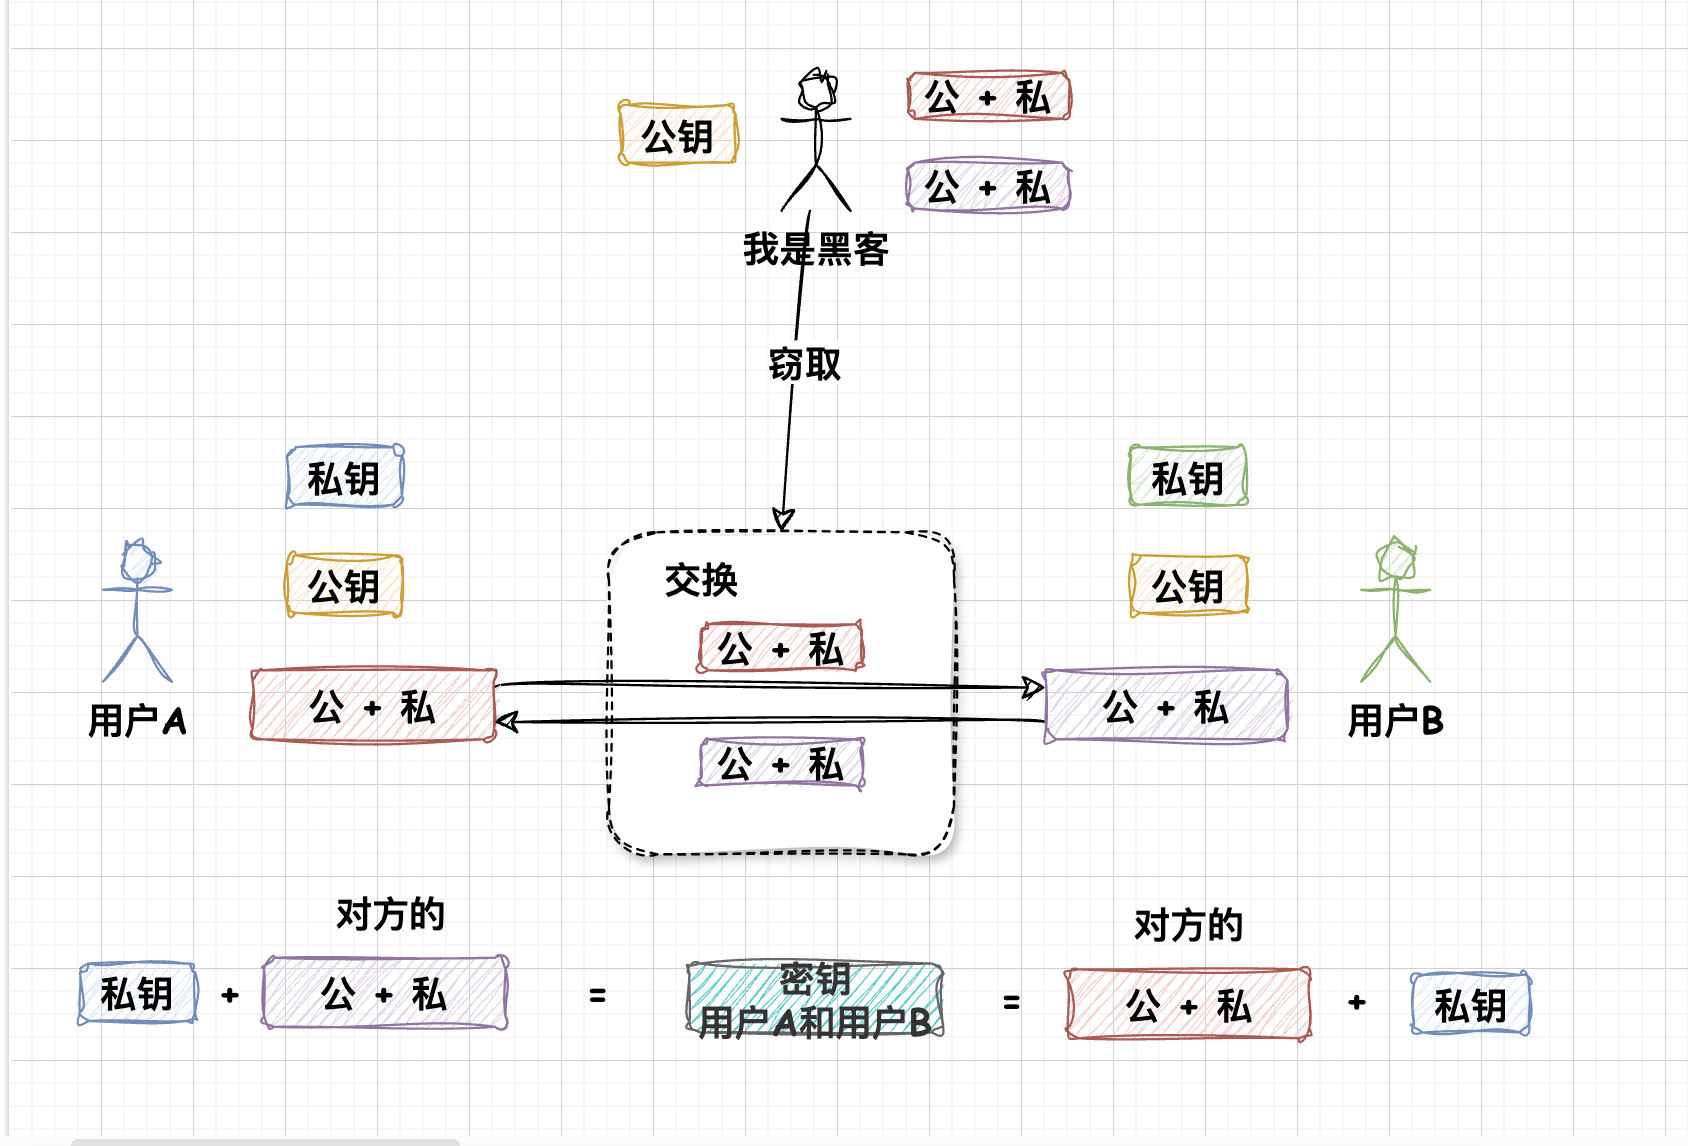 公 + 私
公钥
公 + 私
我是黑客
窃取
私钥
私钥
交换
公钥
公钥
公 + 私
公 + 私
公 + 私
用户A
用户B
公 + 私
对方的
对方的
私钥 + 公 + 私 = 密钥
用户A和用户B = 公 + 私 + 私钥